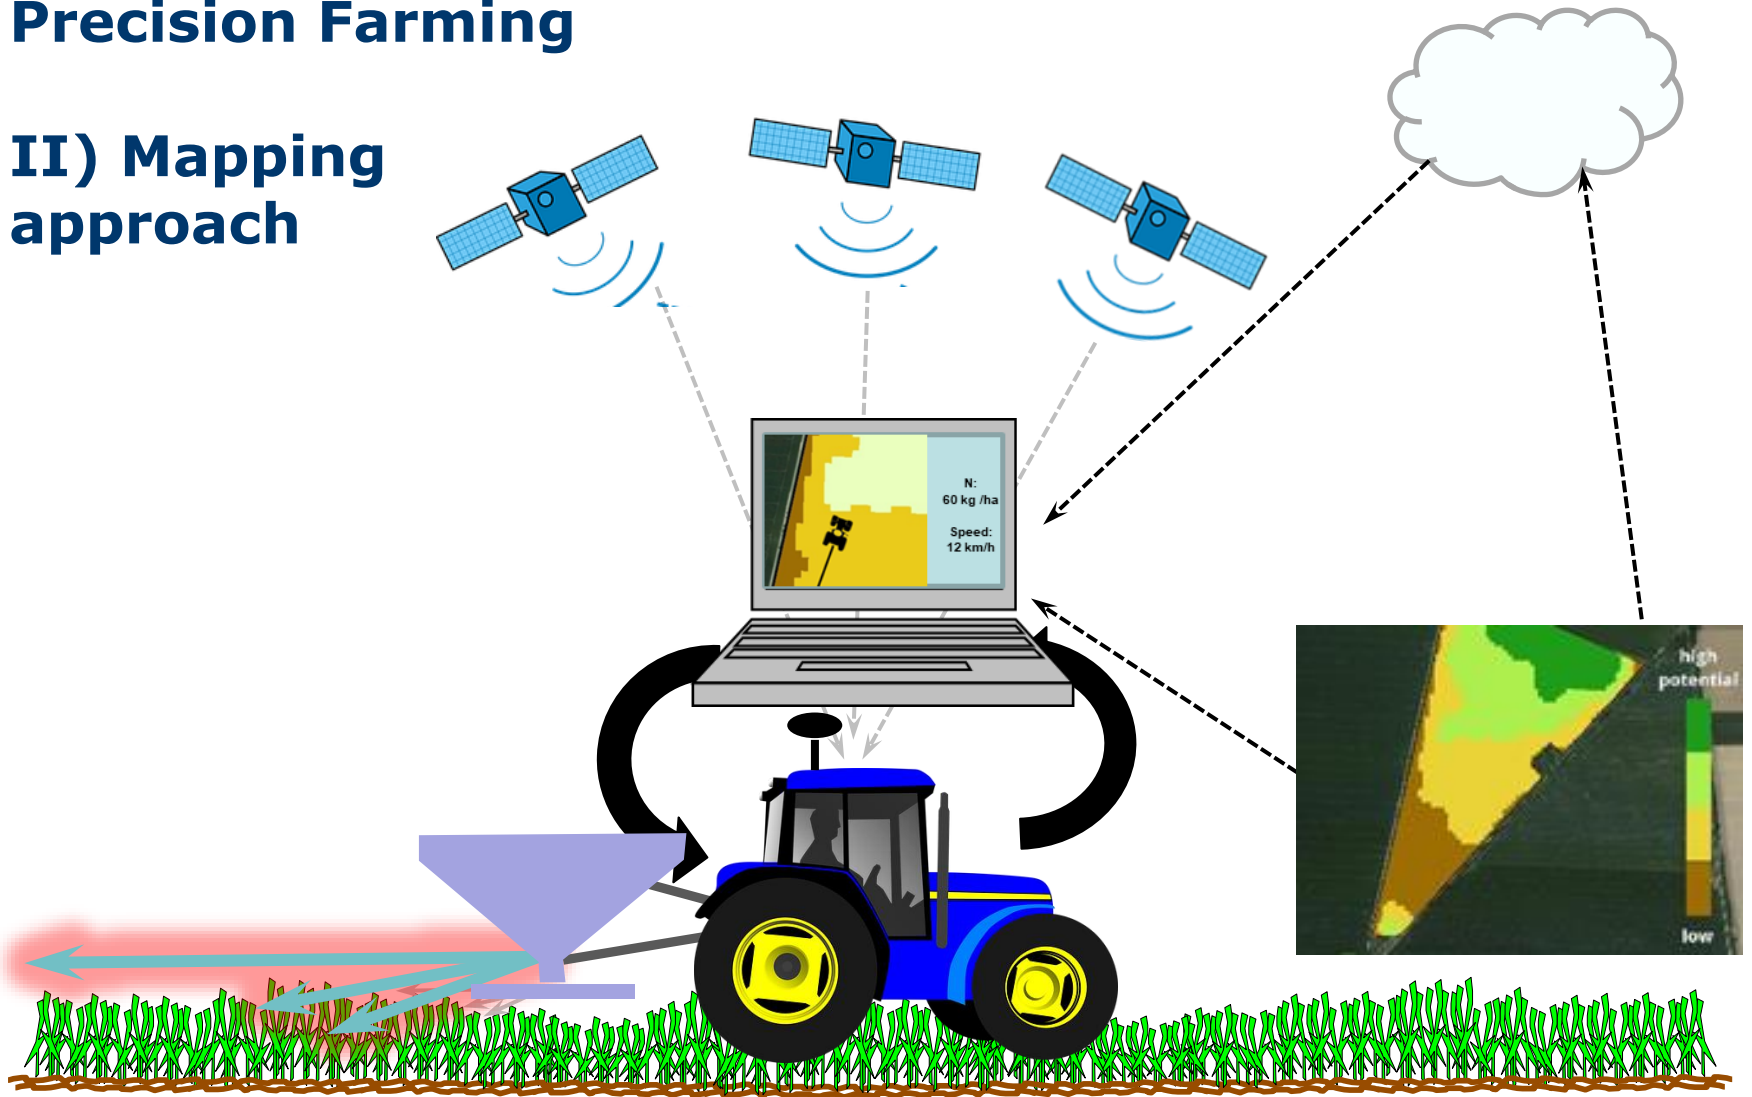 Precision Farming
II) Mapping
approach
N:
60 kg /ha
Speed:
12 km/h
high
potential
low